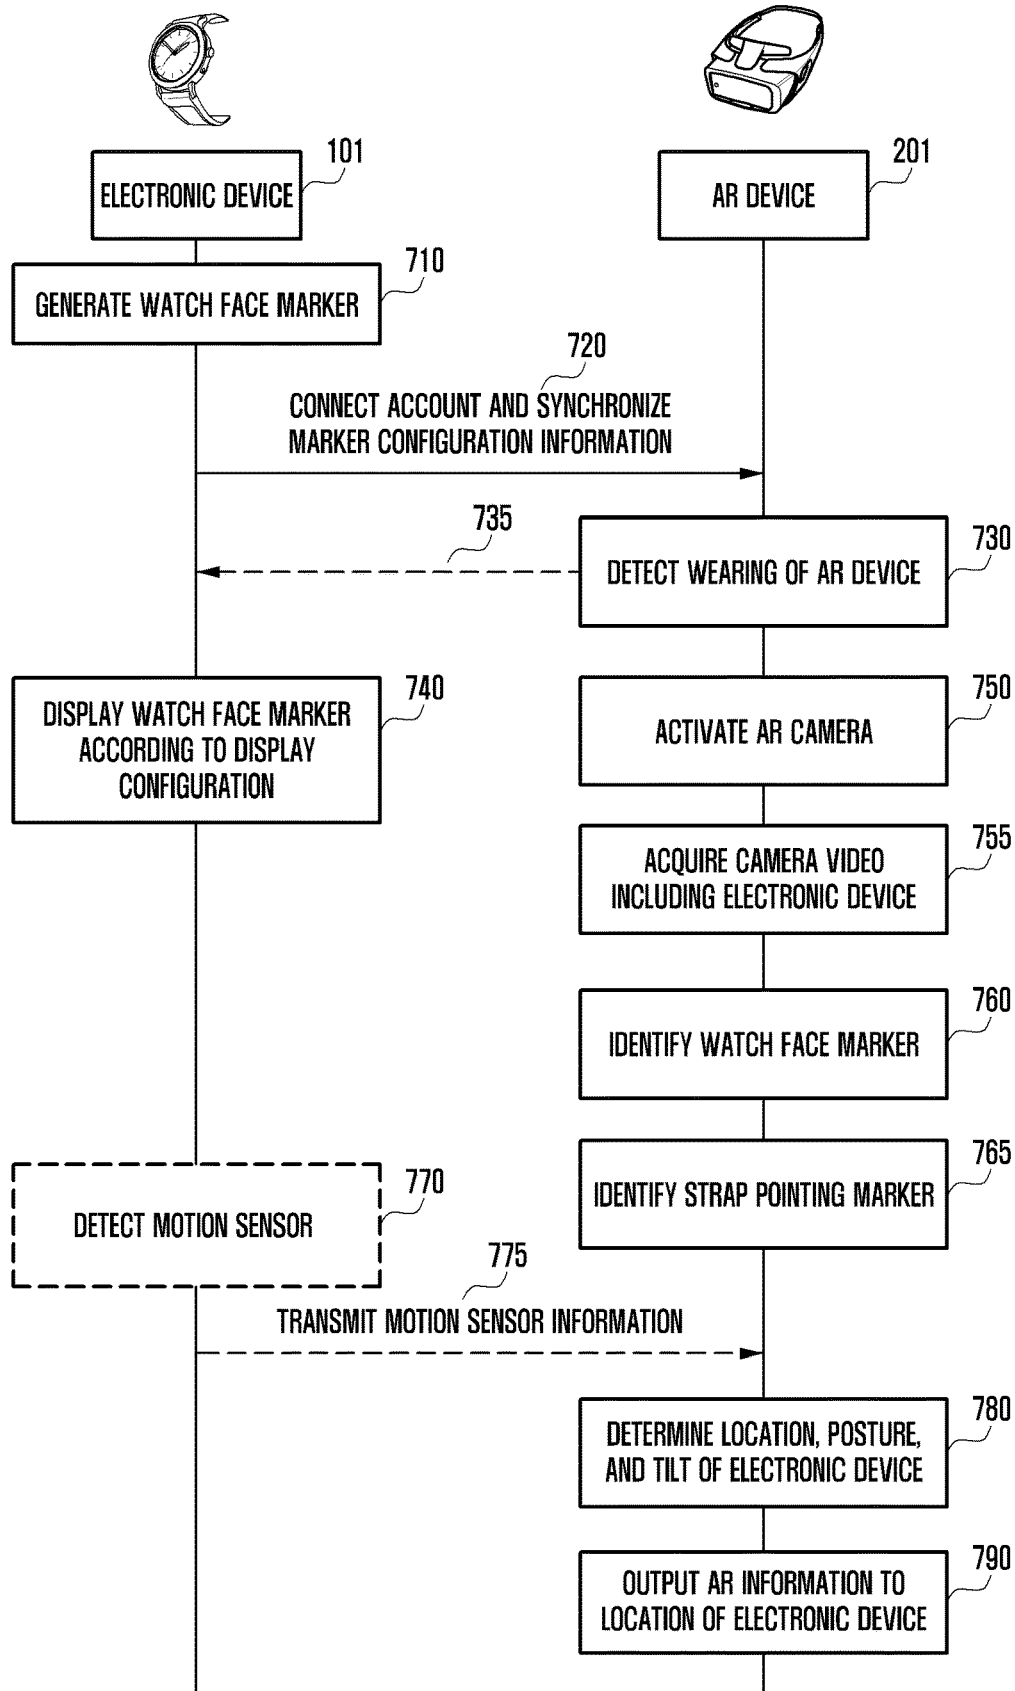 101
ELECTRONIC DEVICE
201
AR DEVICE
710
GENERATE WATCH FACE MARKER
720
CONNECT ACCOUNT AND SYNCHRONIZE
MARKER CONFIGURATION INFORMATION
735
730
DETECT WEARING OF AR DEVICE
740
DISPLAY WATCH FACE MARKER
ACCORDING TO DISPLAY
CONFIGURATION
750
ACTIVATE AR CAMERA
755
ACQUIRE CAMERA VIDEO
INCLUDING ELECTRONIC DEVICE
760
IDENTIFY WATCH FACE MARKER
765
IDENTIFY STRAP POINTING MARKER
770
DETECT MOTION SENSOR
775
TRANSMIT MOTION SENSOR INFORMATION
780
DETERMINE LOCATION, POSTURE,
AND TILT OF ELECTRONIC DEVICE
790
OUTPUT AR INFORMATION TO
LOCATION OF ELECTRONIC DEVICE